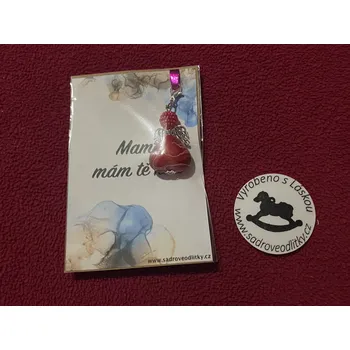 Mam
mám tě
www.sadroveodlitky.cz
Vyrobeno s Láskou
www.sadroveodlitky.cz